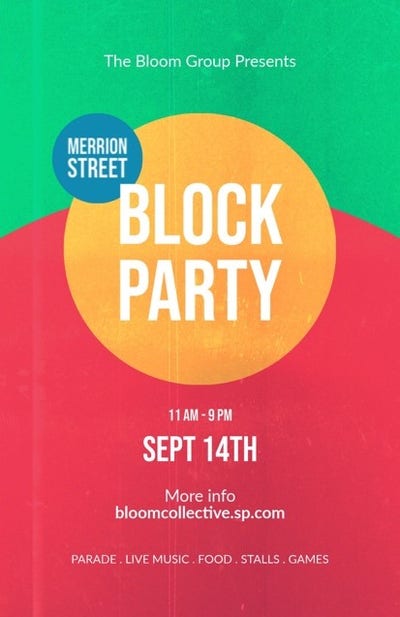 The Bloom Group Presents
MERRION
STREET
BLOCK
PARTY
11 AM - 9 PM
SEPT 14TH
More info
bloomcollective.sp.com
PARADE . LIVE MUSIC . FOOD . STALLS . GAMES